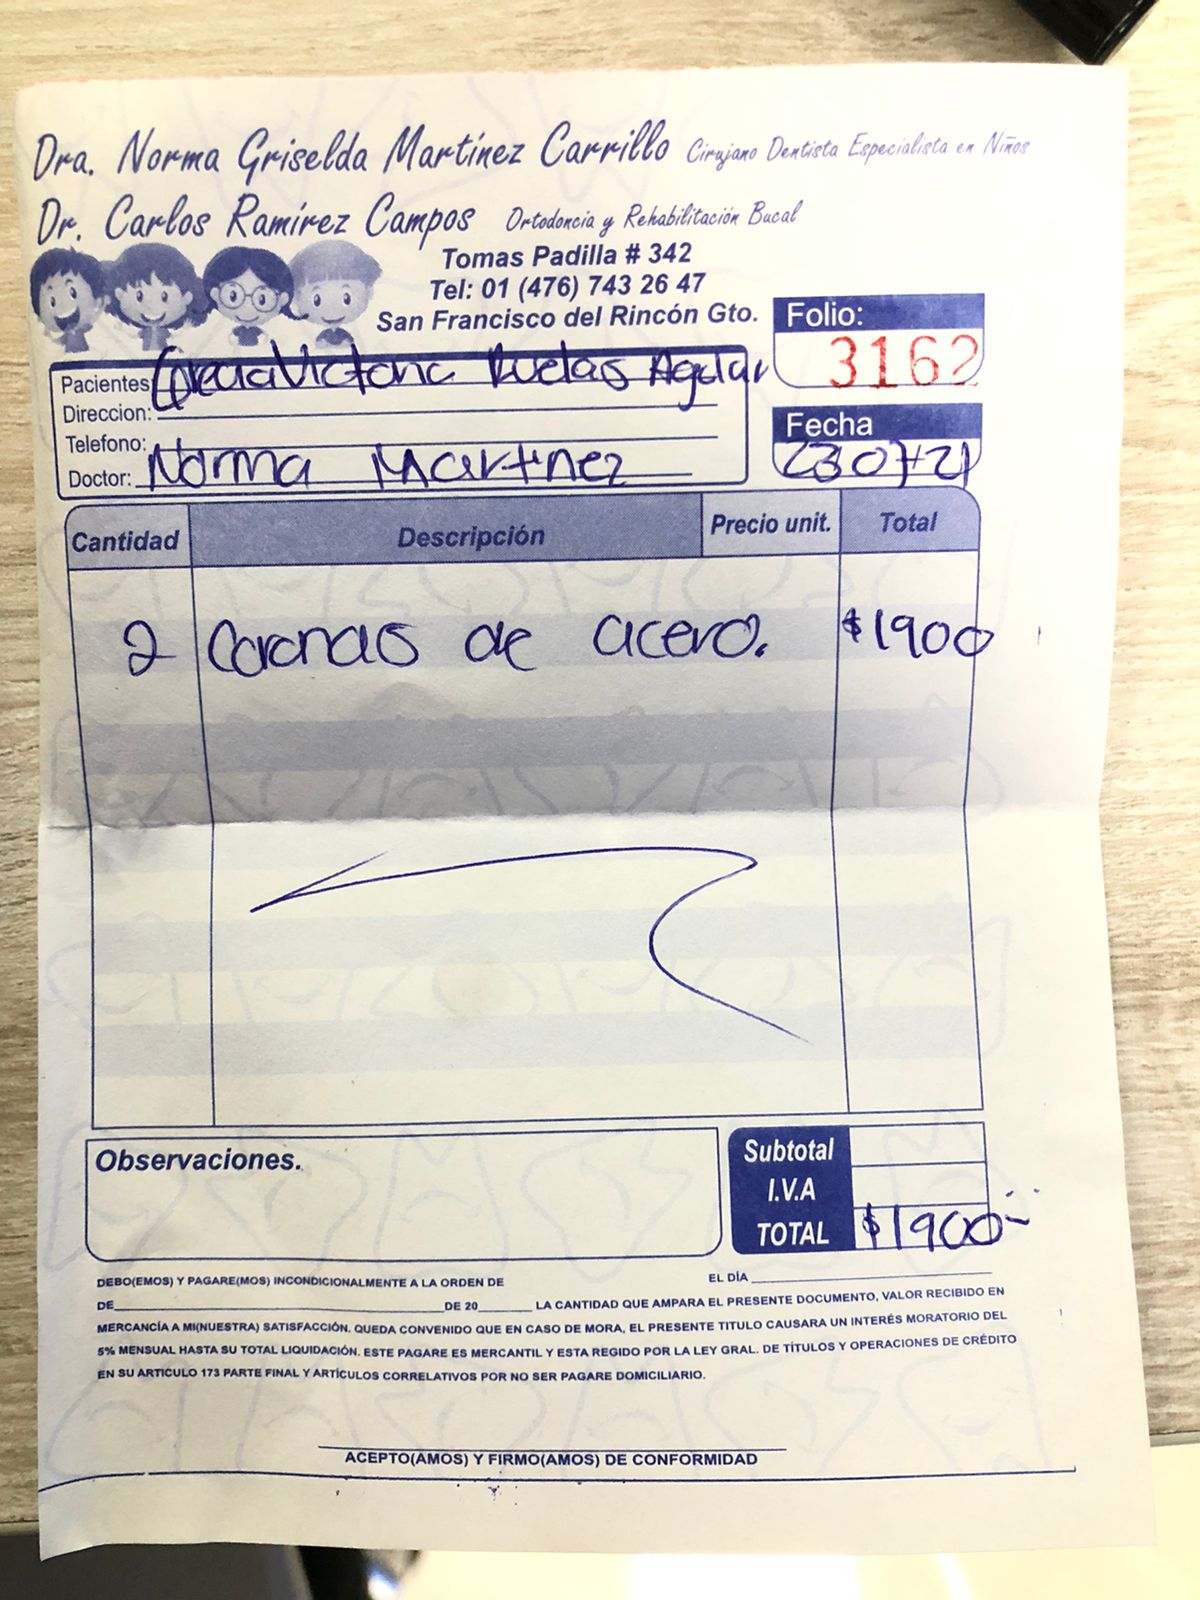 Dra. Norma Griselda Martínez Carrillo Cirujano Dentista Especialista en Niños
Dr. Carlos Ramírez Campos Ortodoncia y Rehabilitación Bucal
Tomas Padilla # 342
Tel: 01 (476) 743 26 47
San Francisco del Rincón Gto.
Folio:
3162
Pacientes: Grecia Victoria Ruelas Aguilar
Direccion:
Telefono:
Doctor: Norma Martinez
Fecha
230721
Cantidad Descripción Precio unit. Total
2 Coronas de acero. $1900
Observaciones.
Subtotal
I.V.A
TOTAL $1900-
DEBO(EMOS) Y PAGARE(MOS) INCONDICIONALMENTE A LA ORDEN DE EL DÍA
DE DE 20 LA CANTIDAD QUE AMPARA EL PRESENTE DOCUMENTO, VALOR RECIBIDO EN
MERCANCÍA A MI(NUESTRA) SATISFACCIÓN. QUEDA CONVENIDO QUE EN CASO DE MORA, EL PRESENTE TITULO CAUSARA UN INTERÉS MORATORIO DEL
5% MENSUAL HASTA SU TOTAL LIQUIDACIÓN. ESTE PAGARE ES MERCANTIL Y ESTA REGIDO POR LA LEY GRAL. DE TÍTULOS Y OPERACIONES DE CRÉDITO
EN SU ARTICULO 173 PARTE FINAL Y ARTÍCULOS CORRELATIVOS POR NO SER PAGARE DOMICILIARIO.
ACEPTO(AMOS) Y FIRMO(AMOS) DE CONFORMIDAD